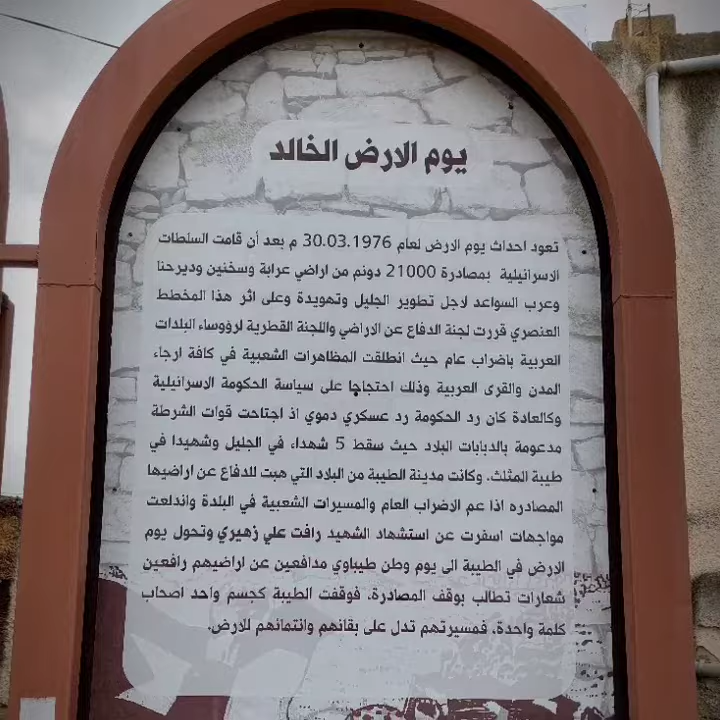 يوم الارض الخالد
تعود احداث يوم الارض لعام 30.03.1976 م بعد أن قامت السلطات
الاسرائيلية بمصادرة 21000 دونم من اراضي عرابة وسخنين وديرحنا
وعرب السواعد لاجل تطوير الجليل وتهويدة وعلى اثر هذا المخطط
العنصري قررت لجنة الدفاع عن الاراضي واللجنة القطرية لرؤوساء البلدات
العربية باضراب عام حيث انطلقت المظاهرات الشعبية في كافة ارجاء
المدن والقرى العربية وذلك احتجاجا على سياسة الحكومة الاسرائيلية
وكالعادة كان رد الحكومة رد عسكري دموي اذ اجتاحت قوات الشرطة
مدعومة بالدبابات البلاد حيث سقط 5 شهداء، في الجليل وشهيدا في
طيبة المثلث. وكانت مدينة الطيبة من البلاد التي هبت للدفاع عن اراضيها
المصادره اذا عم الاضراب العام والمسيرات الشعبية في البلدة واندلعت
مواجهات اسفرت عن استشهاد الشهيد رافت علي زهيري وتحول يوم
الارض في الطيبة الى يوم وطن طيباوي مدافعين عن اراضيهم رافعين
شعارات تطالب بوقف المصادرة. فوقفت الطيبة كجسم واحد اصحاب
كلمة واحدة. فمسيرتهم تدل على بقائهم وانتمائهم للارض.